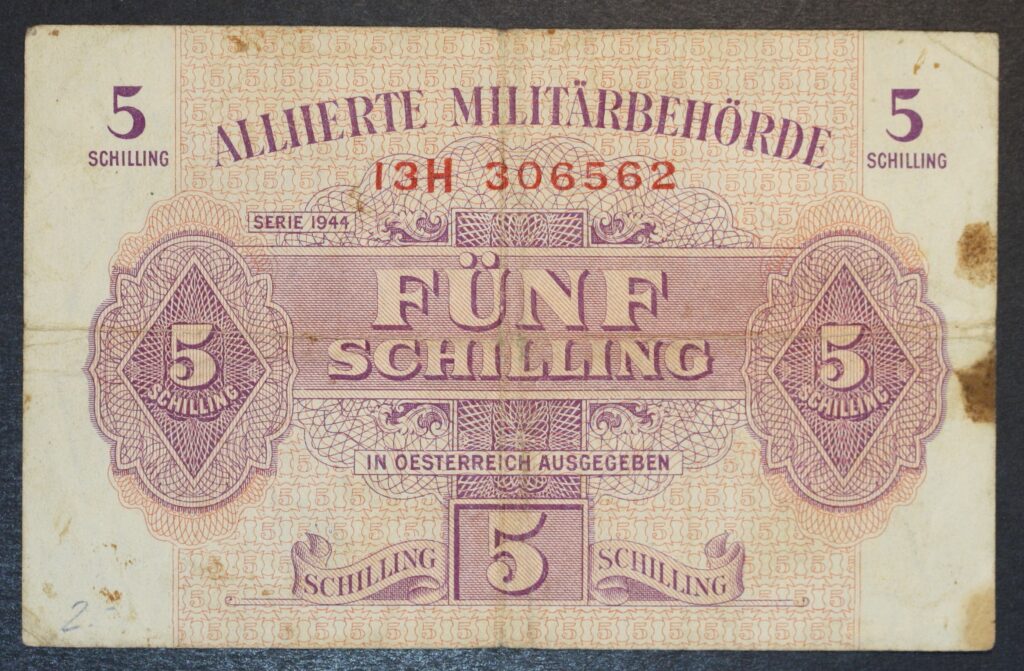 5 SCHILLING
ALLIIERTE MILITÄRBEHÖRDE
5 SCHILLING
13H 306562
SERIE 1944
FÜNF
SCHILLING
5 SCHILLING
5 SCHILLING
IN OESTERREICH AUSGEGEBEN
SCHILLING 5 SCHILLING
2.-